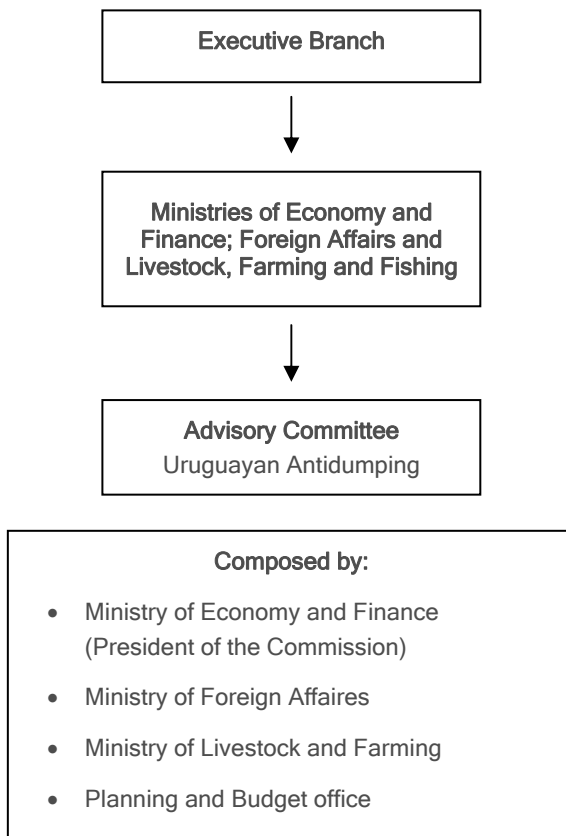 Executive Branch
Ministries of Economy and
Finance; Foreign Affairs and
Livestock, Farming and Fishing
Advisory Committee
Uruguayan Antidumping
Composed by:
• Ministry of Economy and Finance
(President of the Commission)
• Ministry of Foreign Affaires
• Ministry of Livestock and Farming
• Planning and Budget office